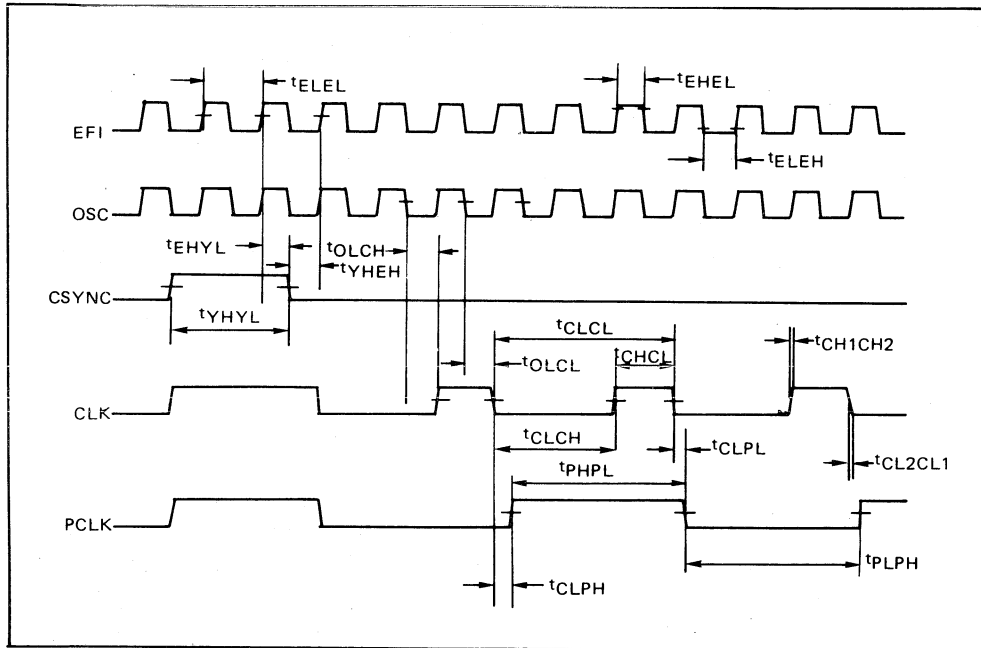 tELEL
tEHEL
EFI
tELEH
OSC
tEHYL
tOLCH
tYHEH
CSYNC
tYHYL
tCLCL
tCH1CH2
tOLCL
tCHCL
CLK
tCLCH
tCLPL
tCL2CL1
tPHPL
PCLK
tPLPH
tCLPH